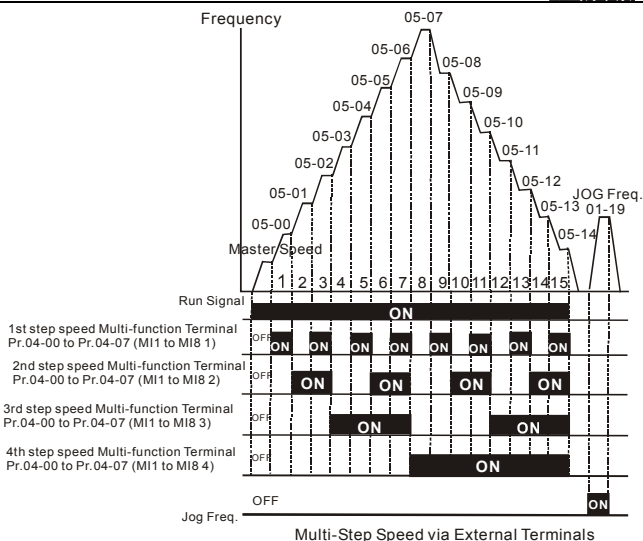 Frequency
05-07
05-06
05-08
05-05
05-09
05-04
05-10
05-03
05-11
05-02
05-12
JOG Freq.
05-01
05-13
01-19
05-00
05-14
Master Speed
1 2 3 4 5 6 7 8 9 10 11 12 13 14 15
Run Signal
ON
1st step speed Multi-function Terminal
Pr.04-00 to Pr.04-07 (MI1 to MI8 1)
OFF ON ON ON ON ON ON ON ON
2nd step speed Multi-function Terminal
Pr.04-00 to Pr.04-07 (MI1 to MI8 2)
OFF ON ON ON ON
3rd step speed Multi-function Terminal
Pr.04-00 to Pr.04-07 (MI1 to MI8 3)
OFF ON ON
4th step speed Multi-function Terminal
Pr.04-00 to Pr.04-07 (MI1 to MI8 4)
OFF ON
OFF ON
Jog Freq.
Multi-Step Speed via External Terminals